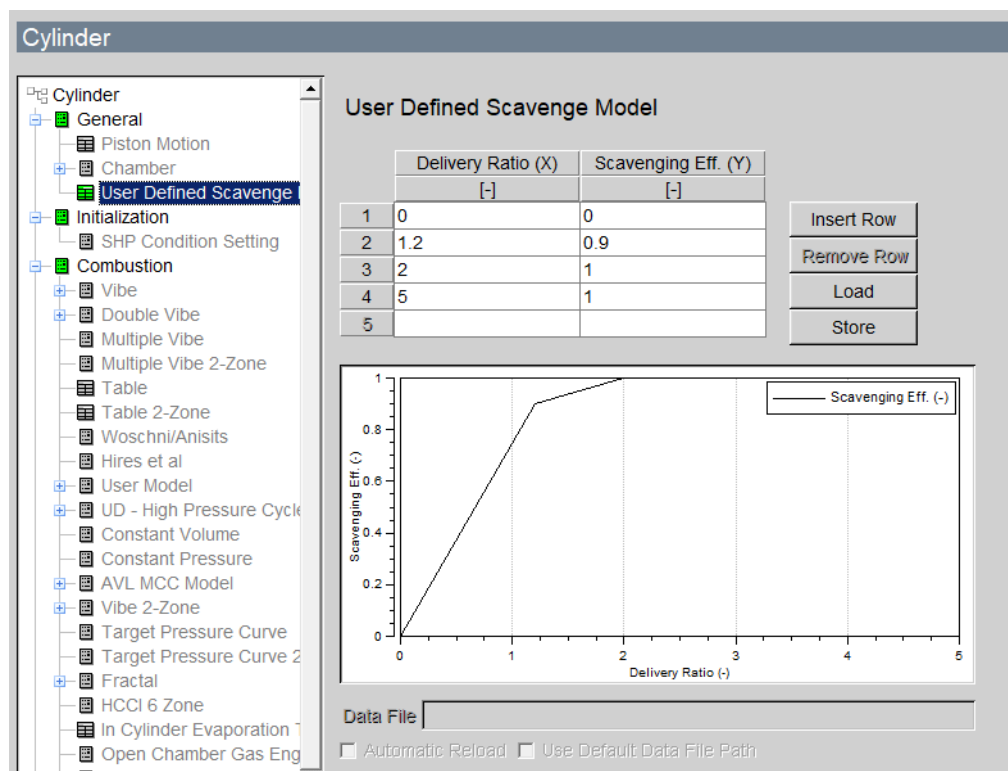 Cylinder
Cylinder
General
Piston Motion
Chamber
User Defined Scavenge
Initialization
SHP Condition Setting
Combustion
Vibe
Double Vibe
Multiple Vibe
Multiple Vibe 2-Zone
Table
Table 2-Zone
Woschni/Anisits
Hires et al
User Model
UD - High Pressure Cycle
Constant Volume
Constant Pressure
AVL MCC Model
Vibe 2-Zone
Target Pressure Curve
Target Pressure Curve 2
Fractal
HCCI 6 Zone
In Cylinder Evaporation
Open Chamber Gas Eng
User Defined Scavenge Model
Delivery Ratio (X) Scavenging Eff. (Y)
[-] [-]
1 0 0
2 1.2 0.9
3 2 1
4 5 1
5
Insert Row
Remove Row
Load
Store
Scavenging Eff. (-)
Scavenging Eff. (-)
1
0.8
0.6
0.4
0.2
0
0 1 2 3 4 5
Delivery Ratio (-)
Data File
Automatic Reload Use Default Data File Path